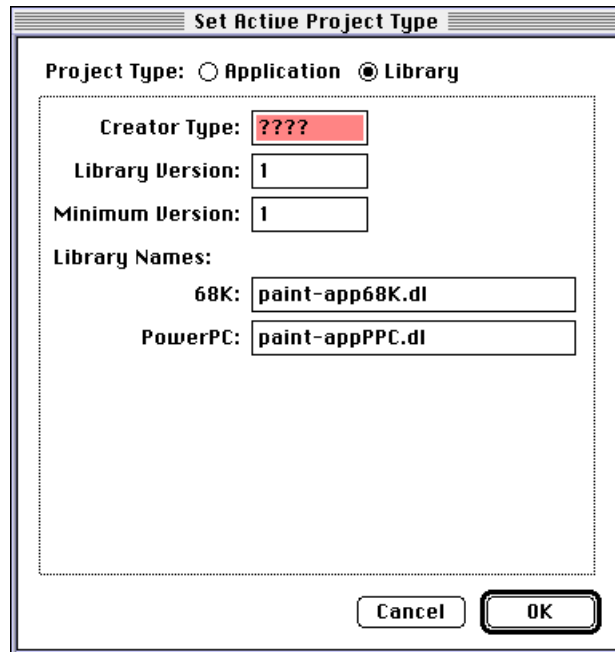 Set Active Project Type
Project Type: Application Library
Creator Type: ????
Library Version: 1
Minimum Version: 1
Library Names:
68K: paint-app68K.dl
PowerPC: paint-appPPC.dl
Cancel OK